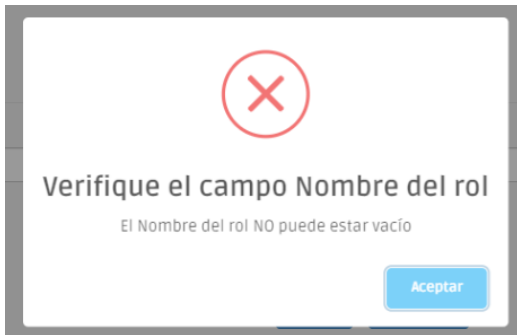 Verifique el campo Nombre del rol
El Nombre del rol NO puede estar vacío
Aceptar